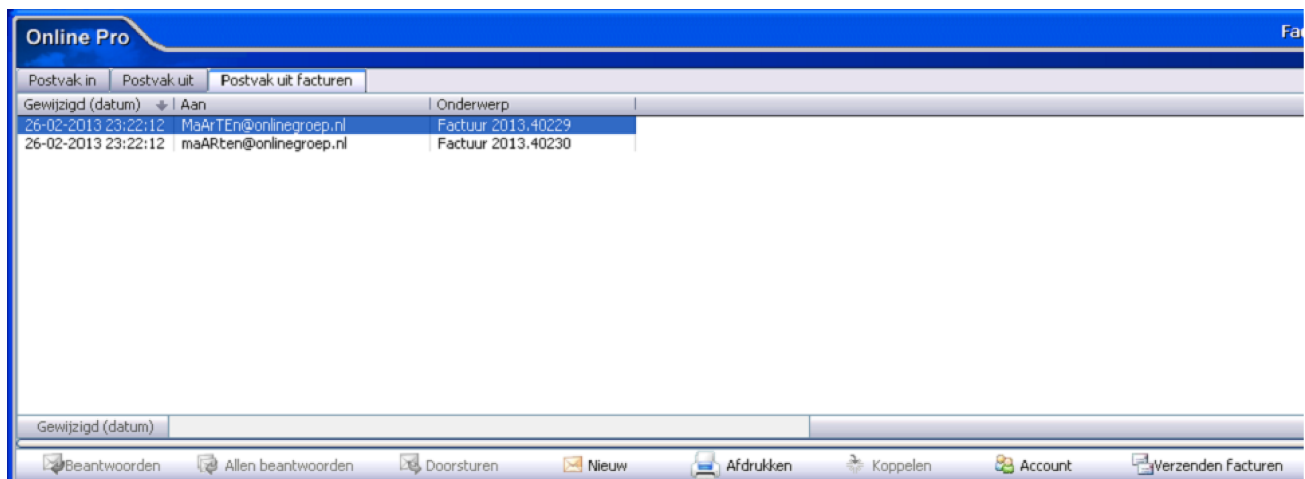 Online Pro
Postvak in Postvak uit Postvak uit facturen
Gewijzigd (datum) Aan Onderwerp
26-02-2013 23:22:12 MaArTEn@onlinegroep.nl Factuur 2013.40229
26-02-2013 23:22:12 maARten@onlinegroep.nl Factuur 2013.40230
Gewijzigd (datum)
Beantwoorden Allen beantwoorden Doorsturen Nieuw Afdrukken Koppelen Account Verzenden facturen